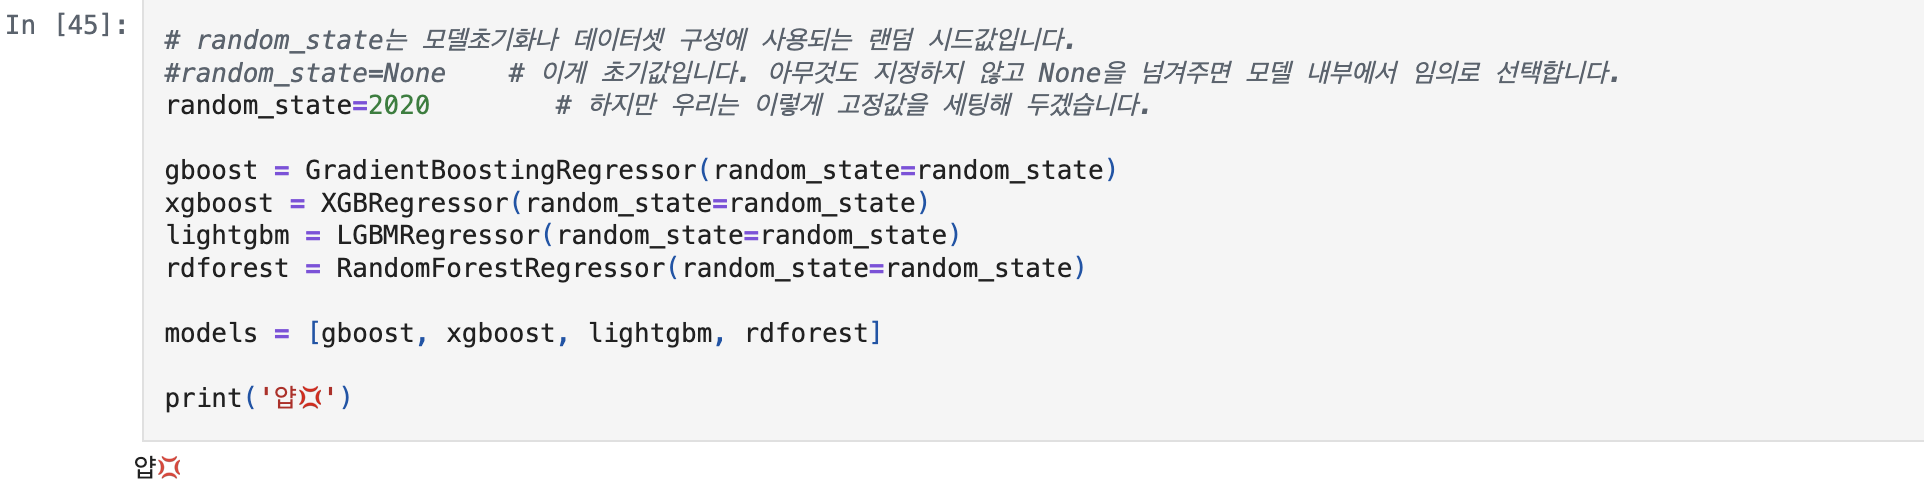 In [45]:
# random_state는 모델초기화나 데이터셋 구성에 사용되는 랜덤 시드값입니다.
#random_state=None    # 이게 초기값입니다. 아무것도 지정하지 않고 None을 넘겨주면 모델 내부에서 임의로 선택합니다.
random_state=2020        # 하지만 우리는 이렇게 고정값을 세팅해 두겠습니다.
gboost = GradientBoostingRegressor(random_state=random_state)
xgboost = XGBRegressor(random_state=random_state)
lightgbm = LGBMRegressor(random_state=random_state)
rdforest = RandomForestRegressor(random_state=random_state)
models = [gboost, xgboost, lightgbm, rdforest]
print('얍💢')
얍💢